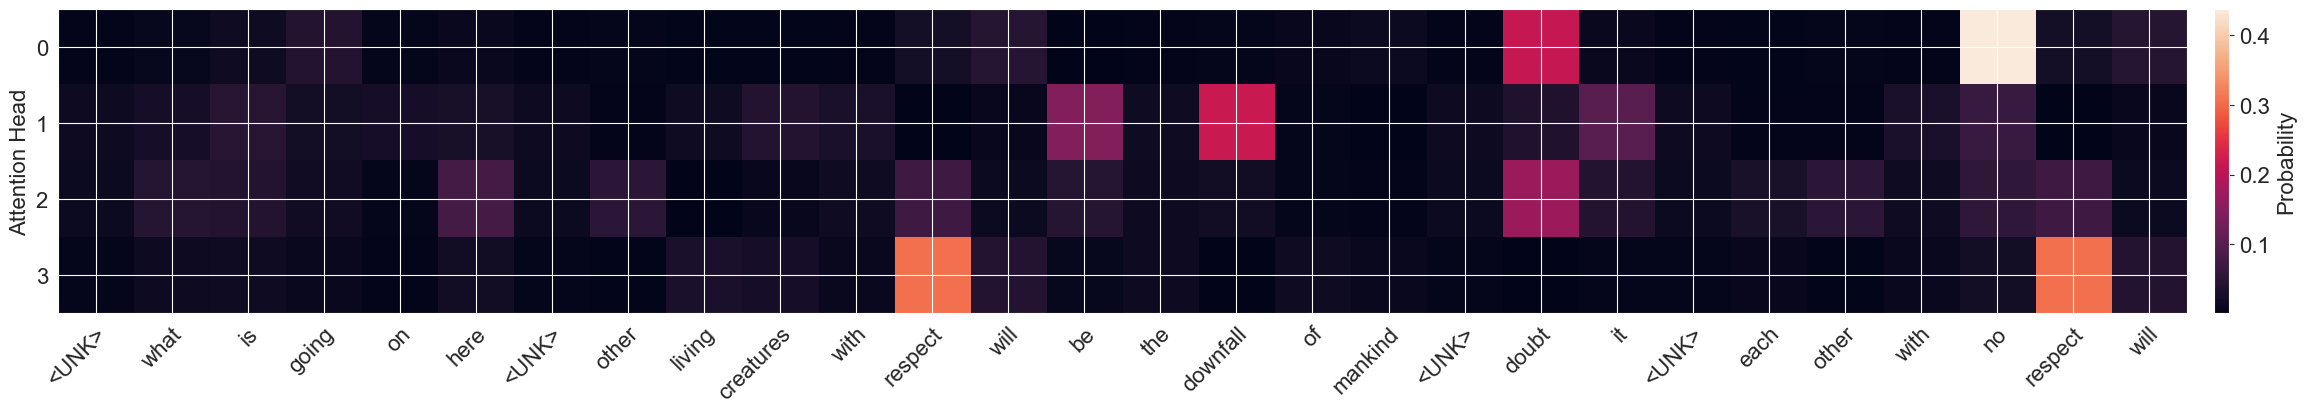 Attention Head
0
1
2
3
<UNK> what is going on here <UNK> other living creatures with respect will be the downfall of mankind <UNK> doubt it <UNK> each other with no respect will
0.4
0.3
0.2
0.1
Probability